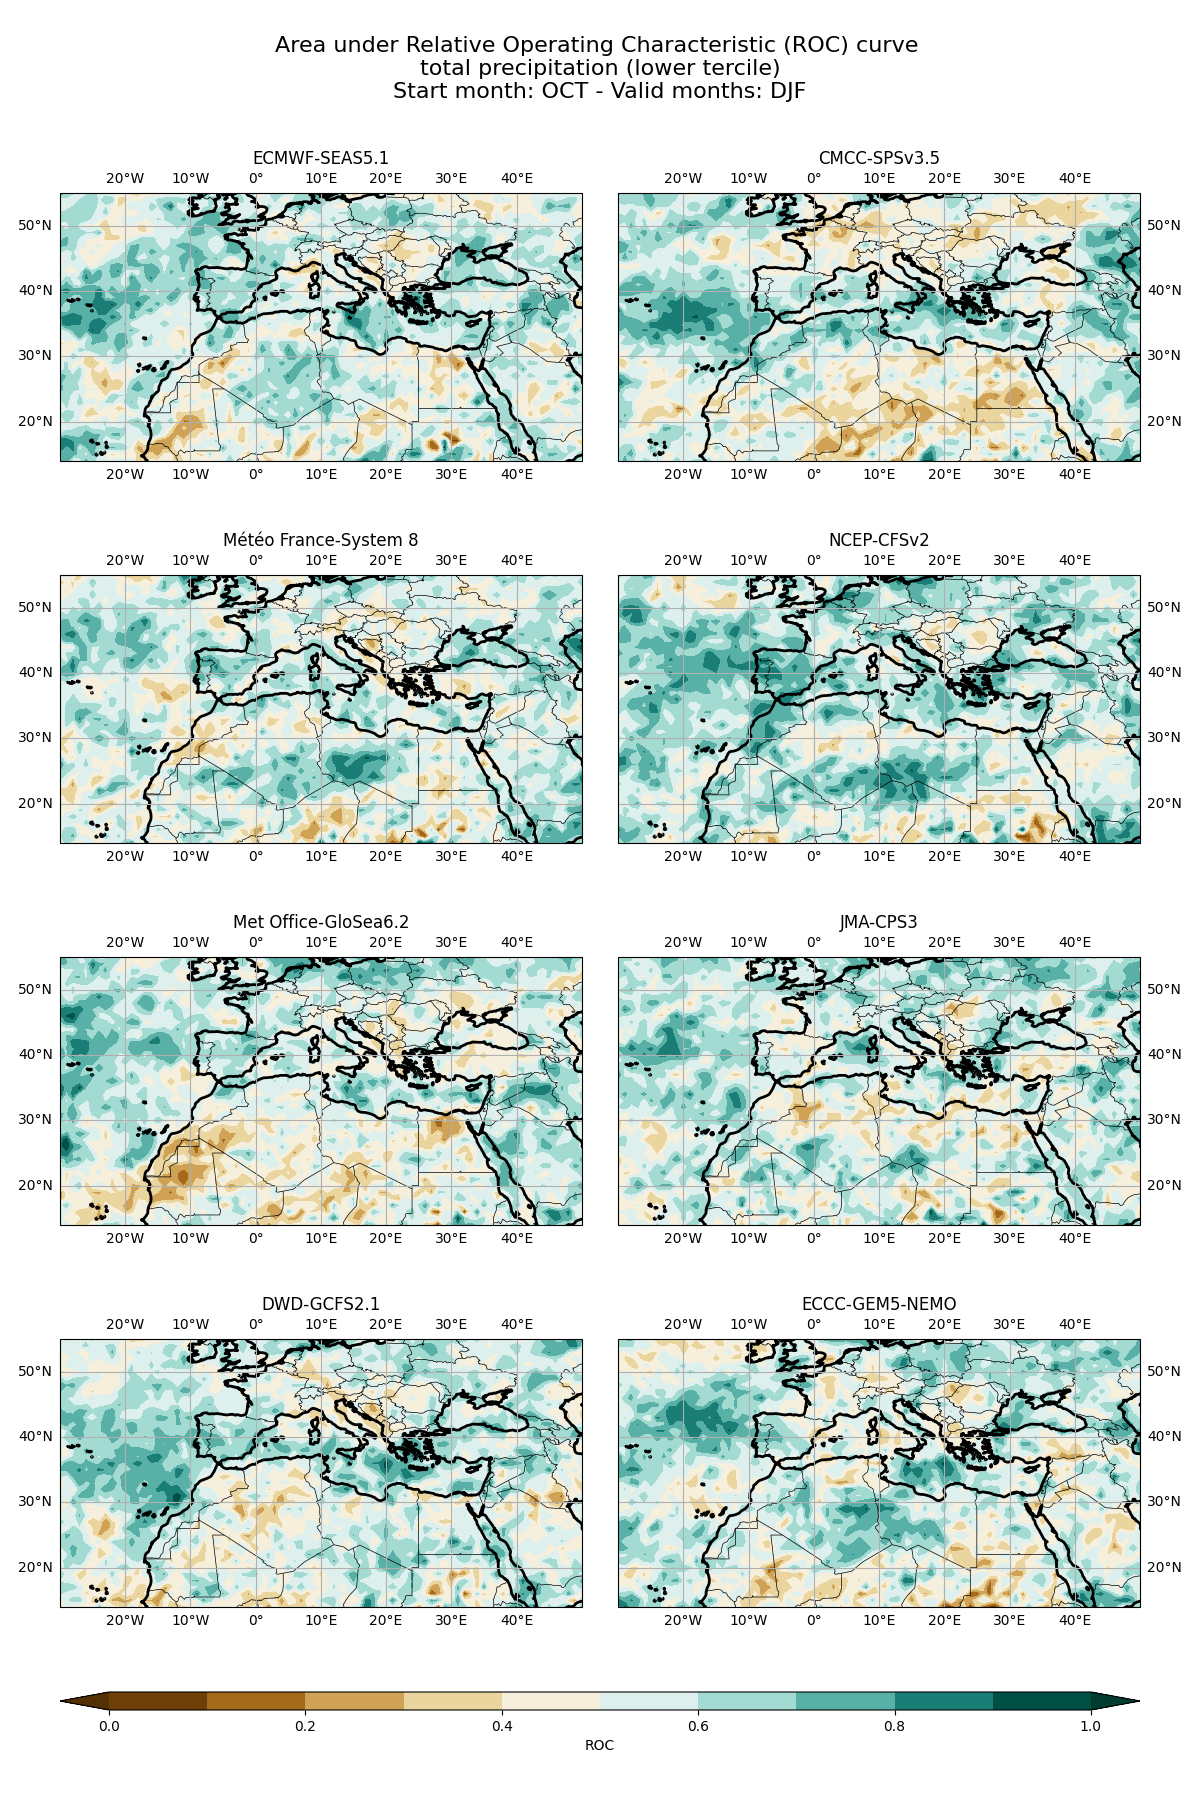 Area under Relative Operating Characteristic (ROC) curve
total precipitation (lower tercile)
Start month: OCT - Valid months: DJF
ECMWF-SEAS5.1
20°W 10°W 0° 10°E 20°E 30°E 40°E
50°N
40°N
30°N
20°N
20°W 10°W 0° 10°E 20°E 30°E 40°E
CMCC-SPSv3.5
20°W 10°W 0° 10°E 20°E 30°E 40°E
50°N
40°N
30°N
20°N
20°W 10°W 0° 10°E 20°E 30°E 40°E
Météo France-System 8
20°W 10°W 0° 10°E 20°E 30°E 40°E
50°N
40°N
30°N
20°N
20°W 10°W 0° 10°E 20°E 30°E 40°E
NCEP-CFSv2
20°W 10°W 0° 10°E 20°E 30°E 40°E
50°N
40°N
30°N
20°N
20°W 10°W 0° 10°E 20°E 30°E 40°E
Met Office-GloSea6.2
20°W 10°W 0° 10°E 20°E 30°E 40°E
50°N
40°N
30°N
20°N
20°W 10°W 0° 10°E 20°E 30°E 40°E
JMA-CPS3
20°W 10°W 0° 10°E 20°E 30°E 40°E
50°N
40°N
30°N
20°N
20°W 10°W 0° 10°E 20°E 30°E 40°E
DWD-GCFS2.1
20°W 10°W 0° 10°E 20°E 30°E 40°E
50°N
40°N
30°N
20°N
20°W 10°W 0° 10°E 20°E 30°E 40°E
ECCC-GEM5-NEMO
20°W 10°W 0° 10°E 20°E 30°E 40°E
50°N
40°N
30°N
20°N
20°W 10°W 0° 10°E 20°E 30°E 40°E
0.0 0.2 0.4 0.6 0.8 1.0
ROC